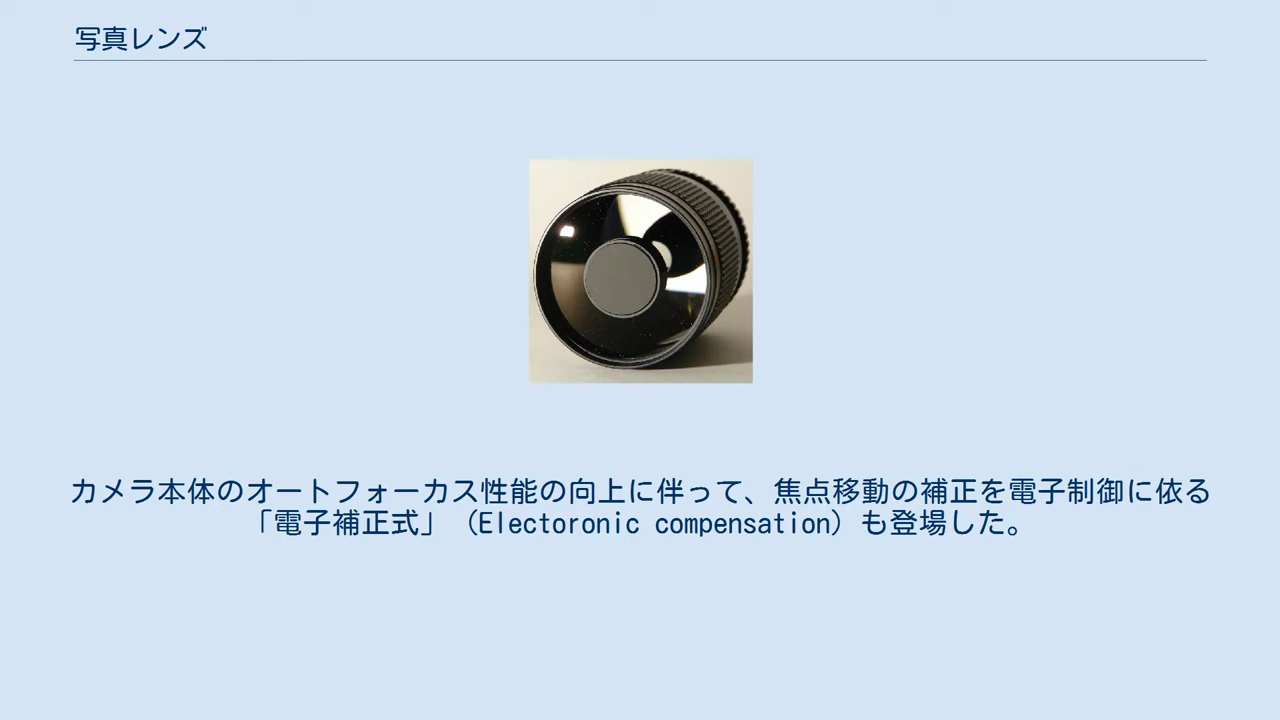 写真レンズ
カメラ本体のオートフォーカス性能の向上に伴って、焦点移動の補正を電子制御に依る
「電子補正式」（Electoronic compensation）も登場した。